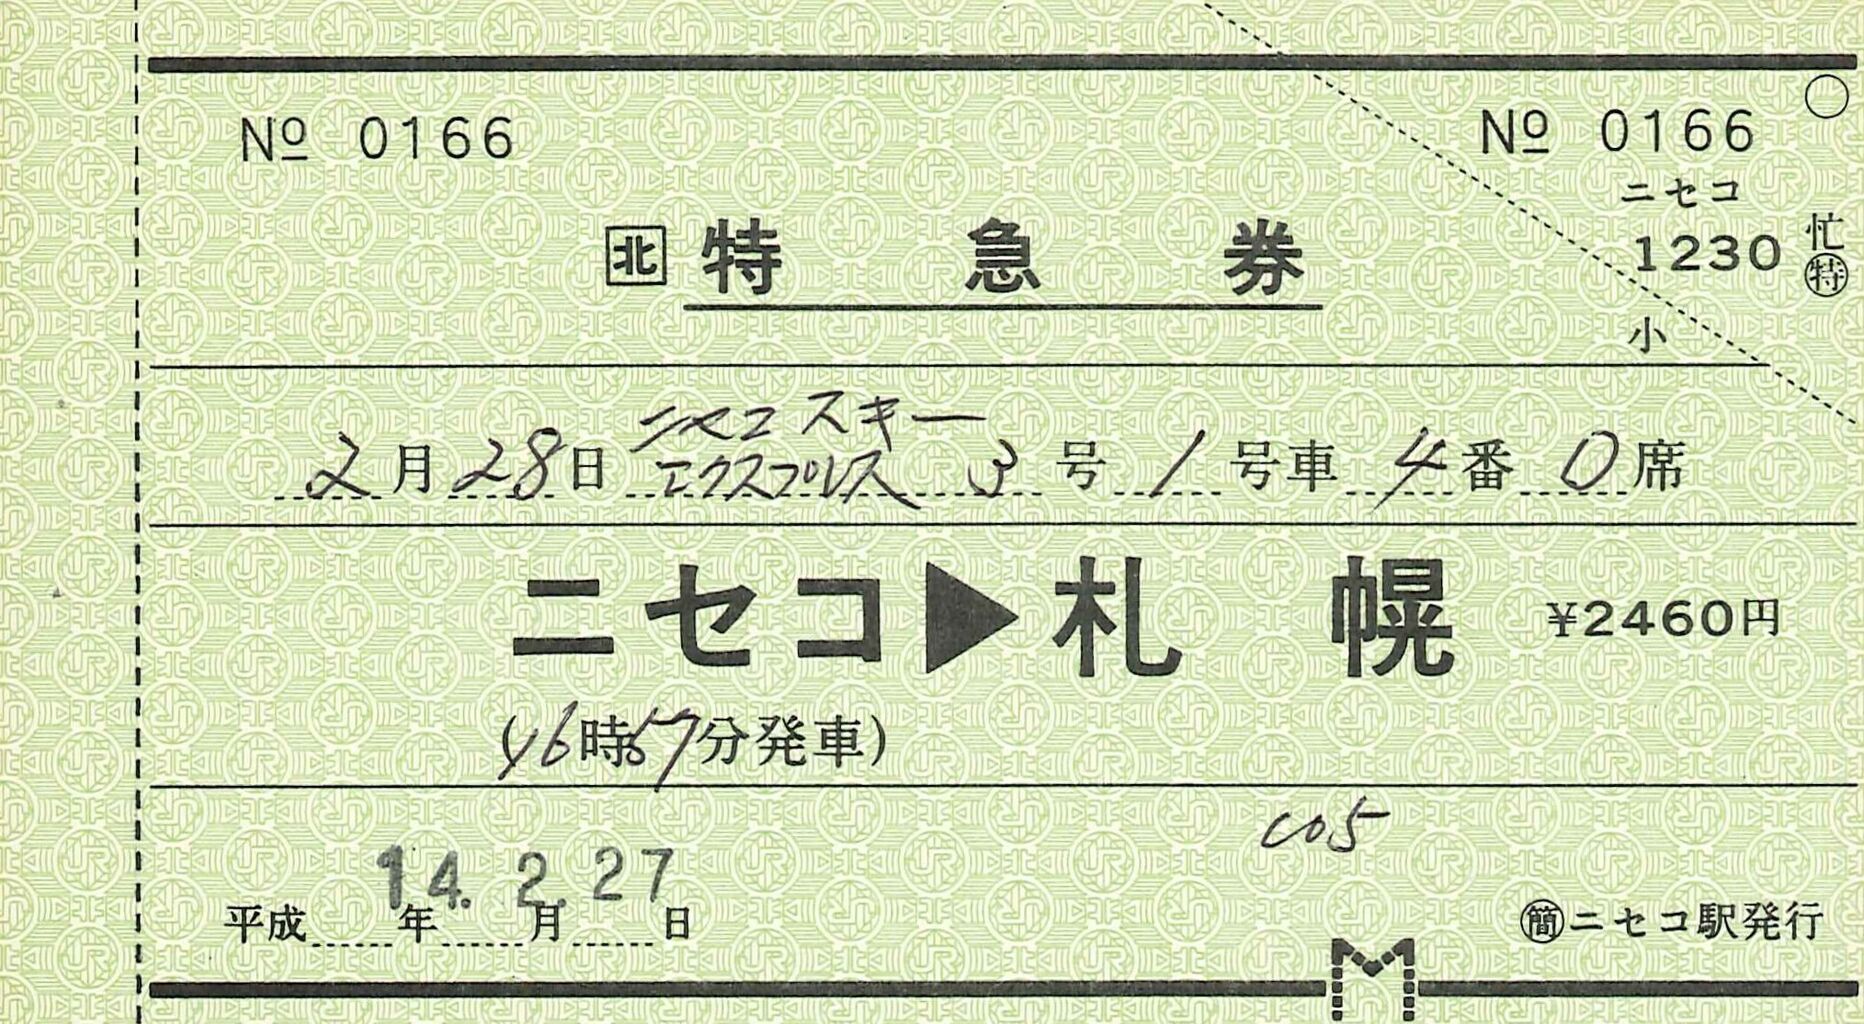 № 0166
№ 0166
ニセコ
1230
忙
㊕
小
北 特急券
2月28日 ニセコスキー
エクスプレス 3号 1号車 4番 D席
ニセコ▶札幌 ¥2460円
(16時57分発車)
C05
14.2.27
平成 年 月 日
簡 ニセコ駅発行